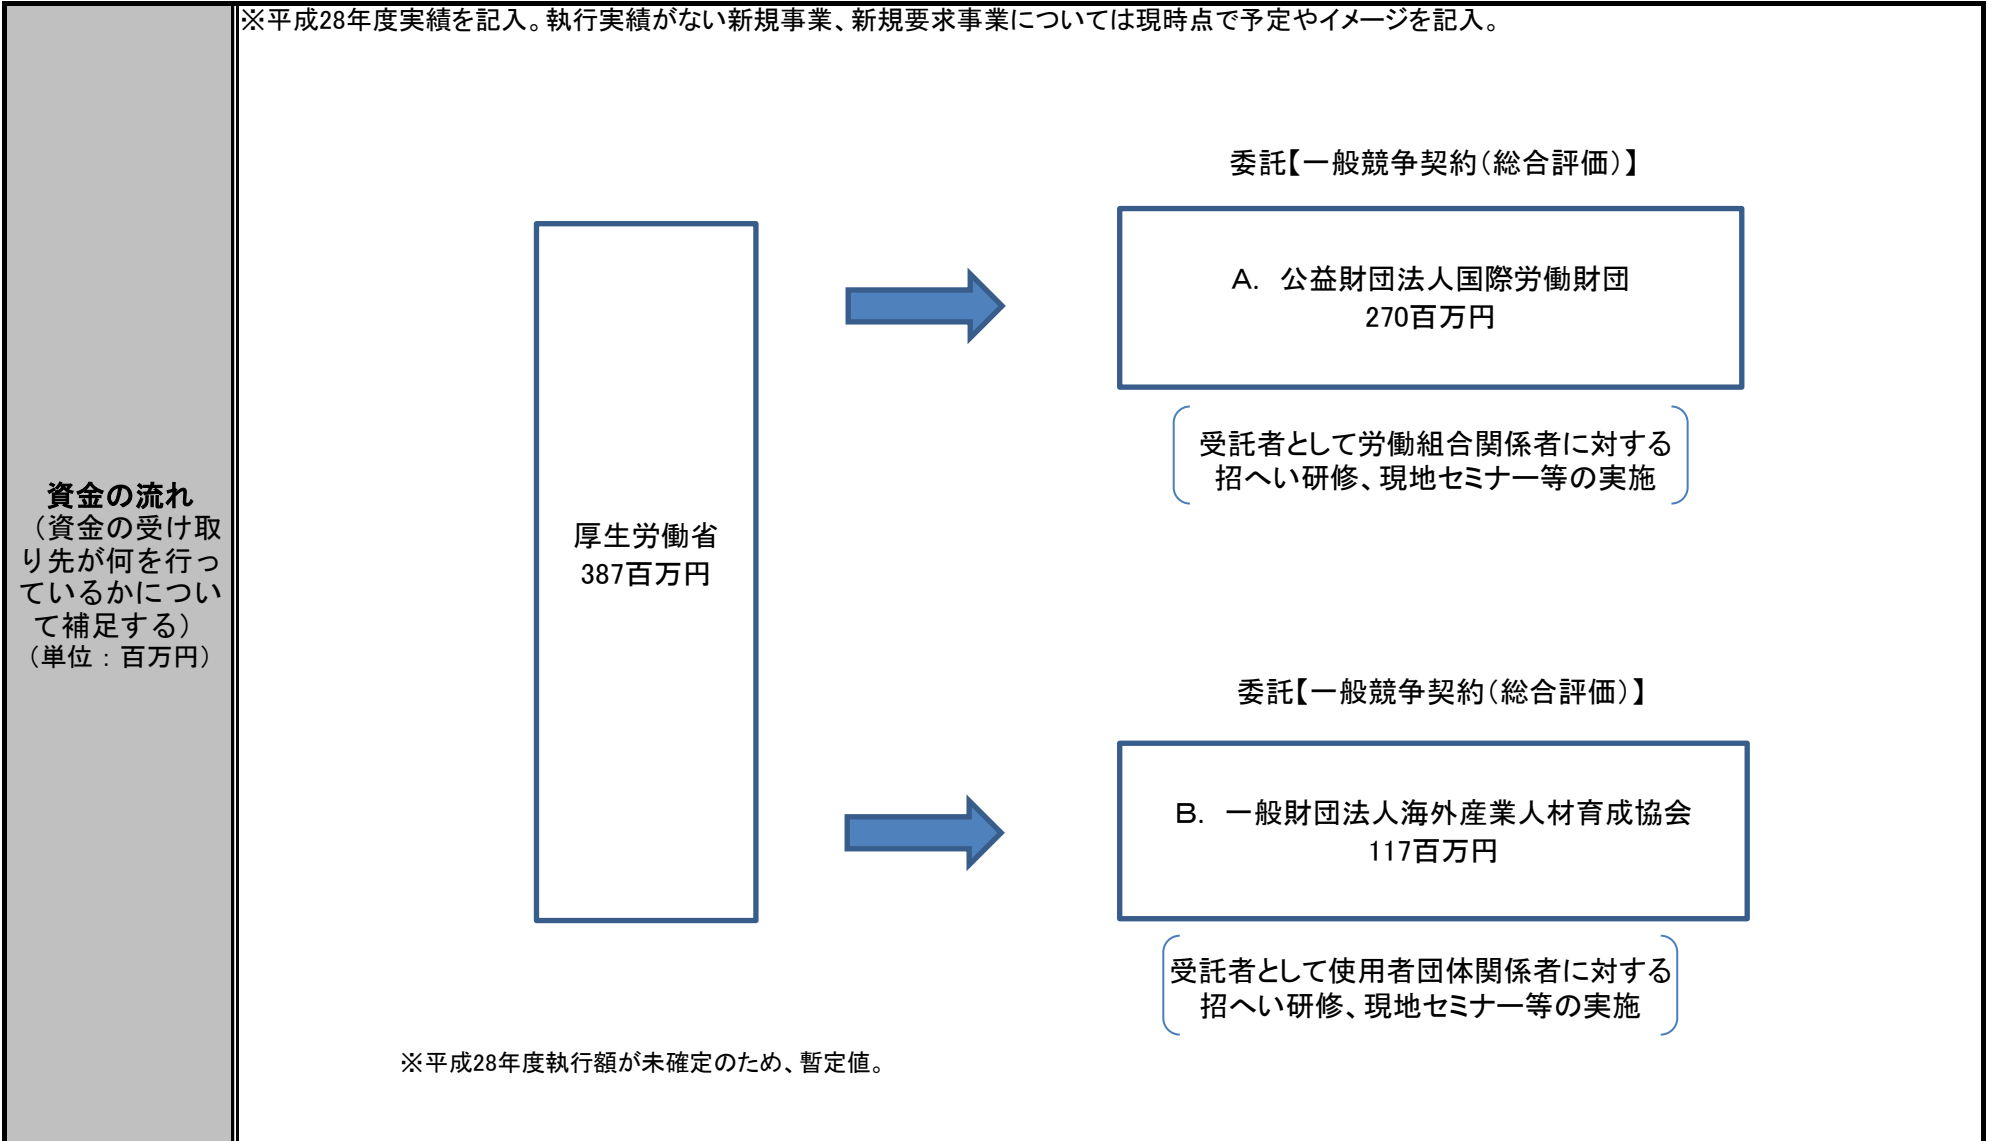 ※平成28年度実績を記入。執行実績がない新規事業、新規要求事業については現時点で予定やイメージを記入。
資金の流れ
（資金の受け取
り先が何を行っ
ているかについ
て補足する）
（単位：百万円）
厚生労働省
387百万円
委託【一般競争契約（総合評価）】
A. 公益財団法人国際労働財団
270百万円
受託者として労働組合関係者に対する
招へい研修、現地セミナー等の実施
委託【一般競争契約（総合評価）】
B. 一般財団法人海外産業人材育成協会
117百万円
受託者として使用者団体関係者に対する
招へい研修、現地セミナー等の実施
※平成28年度執行額が未確定のため、暫定値。